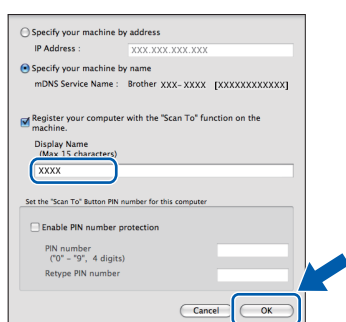 Specify your machine by address
IP Address : XXX.XXX.XXX.XXX
Specify your machine by name
mDNS Service Name : Brother XXX-XXXX [XXXXXXXXXXXX]
Register your computer with the "Scan To" function on the
machine.
Display Name
(Max 15 characters)
XXXX
Set the "Scan To" Button PIN number for this computer
Enable PIN number protection
PIN number
("0" - "9", 4 digits)
Retype PIN number
Cancel OK